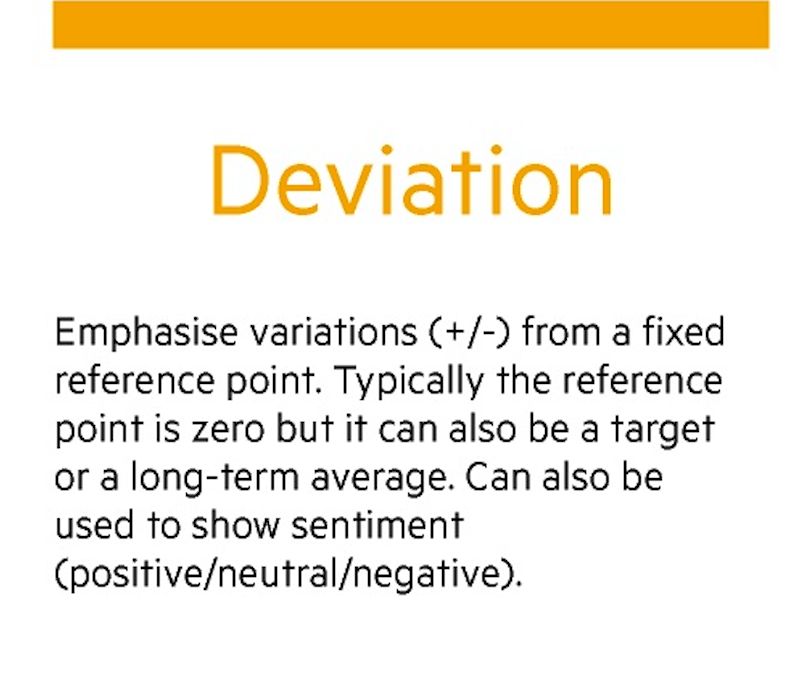 Deviation
Emphasise variations (+/-) from a fixed
reference point. Typically the reference
point is zero but it can also be a target
or a long-term average. Can also be
used to show sentiment
(positive/neutral/negative).